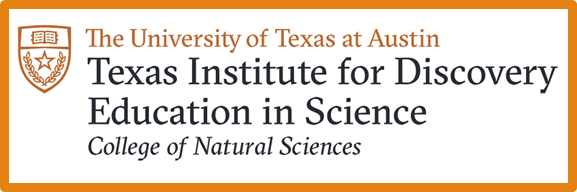 The University of Texas at Austin
Texas Institute for Discovery
Education in Science
College of Natural Sciences